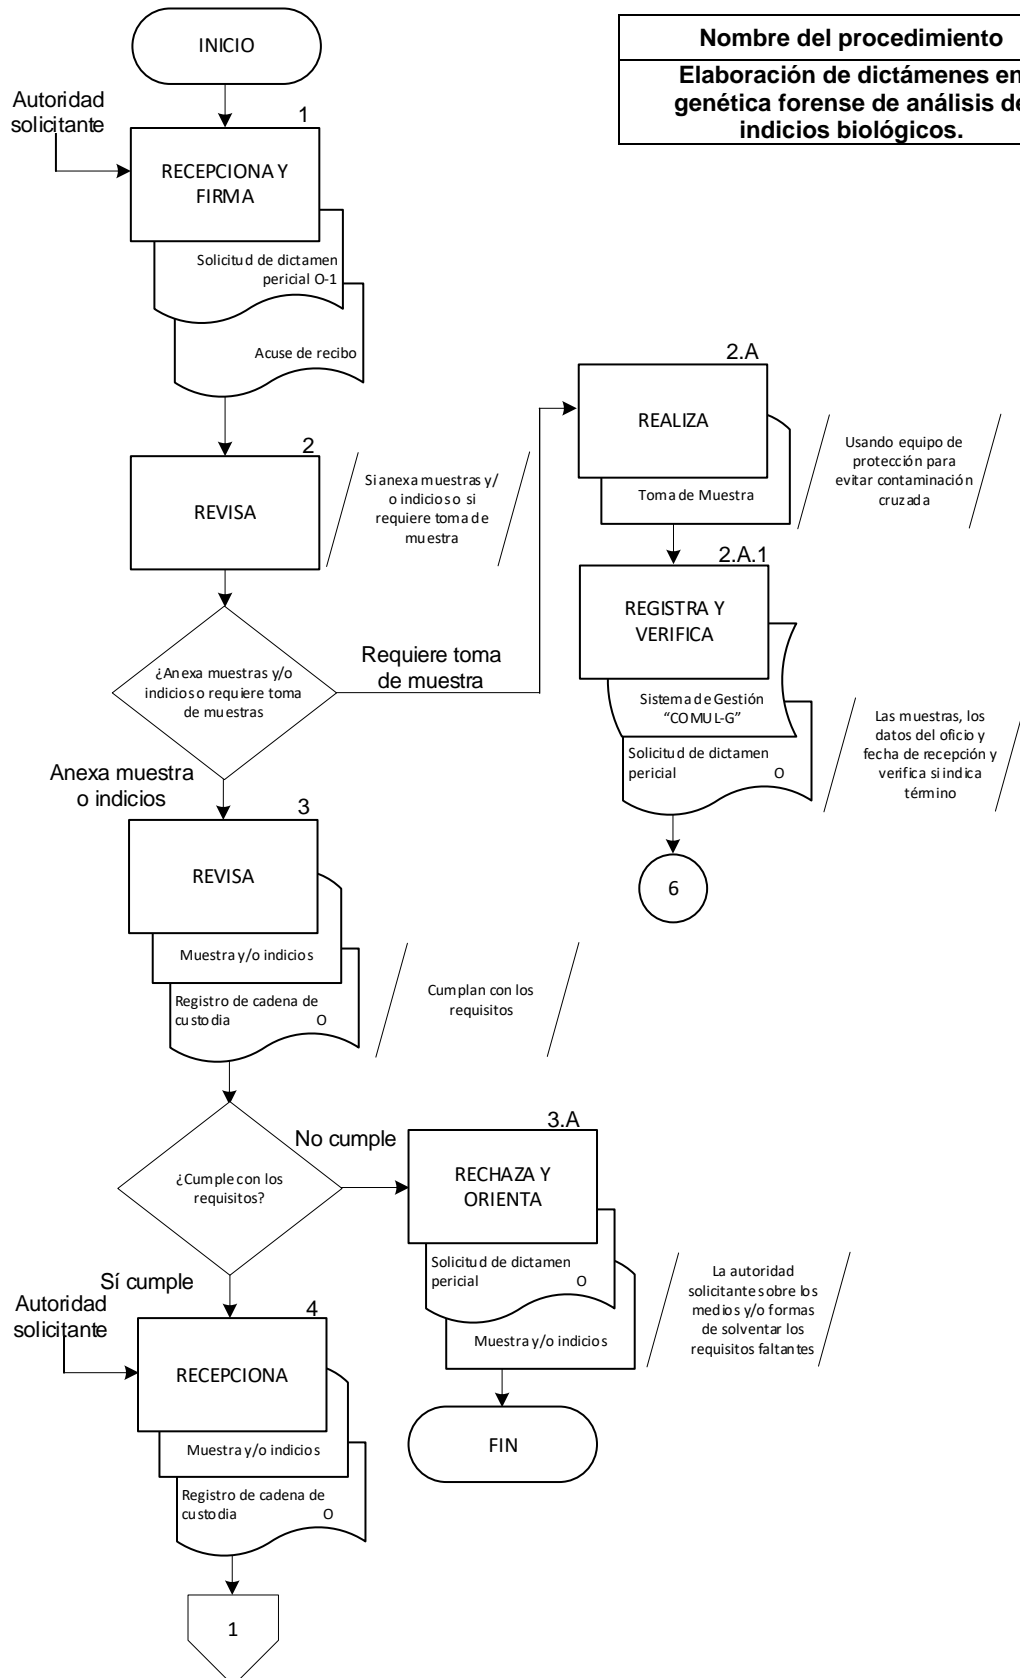 INICIO
Nombre del procedimiento
Elaboración de dictámenes en
genética forense de análisis de
indicios biológicos.
Autoridad
solicitante
1
RECEPCIONA Y
FIRMA
Solicitud de dictamen
pericial O-1
Acuse de recibo
2
REVISA
Si anexa muestras y/
o indicios o si
requiere toma de
muestra
2.A
REALIZA
Toma de Muestra
Usando equipo de
protección para
evitar contaminación
cruzada
2.A.1
REGISTRA Y
VERIFICA
Sistema de Gestión
“COMUL-G”
Solicitud de dictamen
pericial O
Las muestras, los
datos del oficio y
fecha de recepción y
verifica si indica
término
6
¿Anexa muestras y/o
indicios o requiere toma
de muestras
Requiere toma
de muestra
Anexa muestra
o indicios
3
REVISA
Muestra y/o indicios
Registro de cadena de
custodia O
Cumplan con los
requisitos
¿Cumple con los
requisitos?
No cumple
3.A
RECHAZA Y
ORIENTA
Solicitud de dictamen
pericial O
Muestra y/o indicios
La autoridad
solicitante sobre los
medios y/o formas
de solventar los
requisitos faltantes
FIN
Sí cumple
Autoridad
solicitante
4
RECEPCIONA
Muestra y/o indicios
Registro de cadena de
custodia O
1